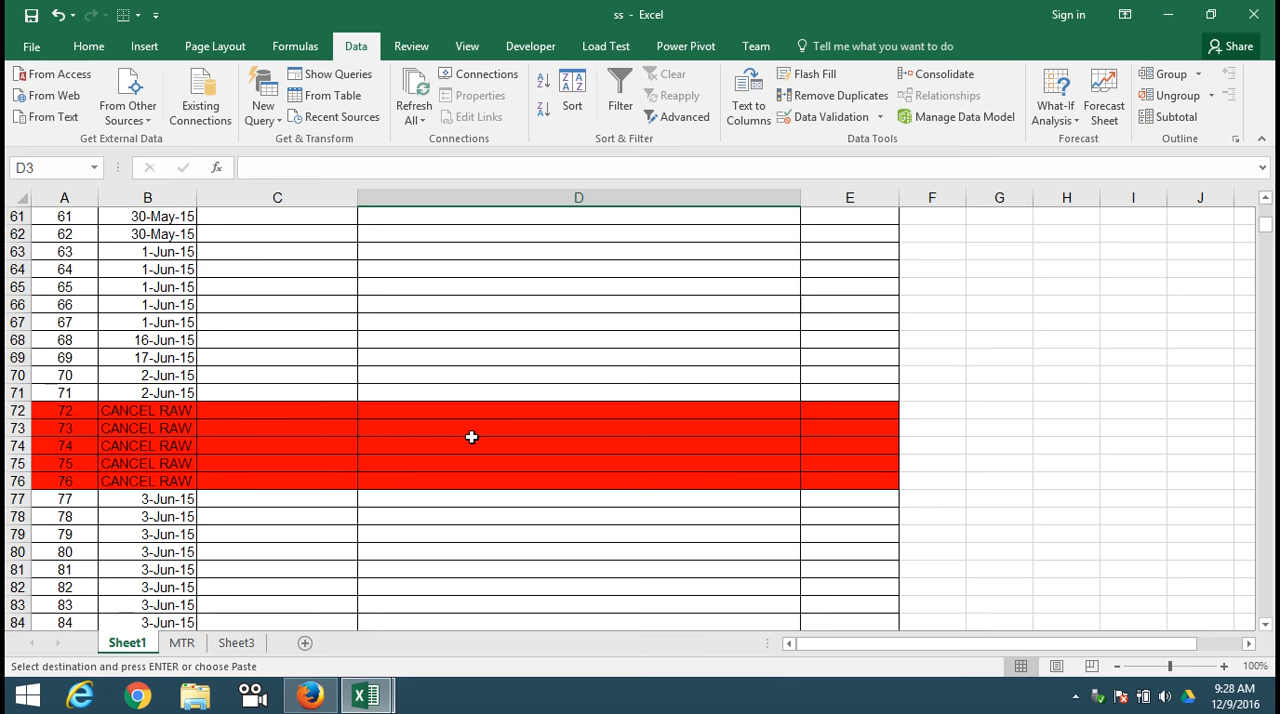 ss - Excel
Sign in
File Home Insert Page Layout Formulas Data Review View Developer Load Test Power Pivot Team Tell me what you want to do Share
From Access
From Web
From Text
From Other Sources
Existing Connections
Get External Data
New Query
Show Queries
From Table
Recent Sources
Get & Transform
Refresh All
Connections
Properties
Edit Links
Connections
Sort
Filter
Clear
Reapply
Advanced
Sort & Filter
Text to Columns
Flash Fill
Remove Duplicates
Data Validation
Consolidate
Relationships
Manage Data Model
Data Tools
What-If Analysis
Forecast Sheet
Forecast
Group
Ungroup
Subtotal
Outline
D3 fx
A B C D E F G H I J
61 61 30-May-15
62 62 30-May-15
63 63 1-Jun-15
64 64 1-Jun-15
65 65 1-Jun-15
66 66 1-Jun-15
67 67 1-Jun-15
68 68 16-Jun-15
69 69 17-Jun-15
70 70 2-Jun-15
71 71 2-Jun-15
72 72 CANCEL RAW
73 73 CANCEL RAW
74 74 CANCEL RAW
75 75 CANCEL RAW
76 76 CANCEL RAW
77 77 3-Jun-15
78 78 3-Jun-15
79 79 3-Jun-15
80 80 3-Jun-15
81 81 3-Jun-15
82 82 3-Jun-15
83 83 3-Jun-15
84 84 3-Jun-15
Sheet1 MTR Sheet3
Select destination and press ENTER or choose Paste
100%
9:28 AM
12/9/2016